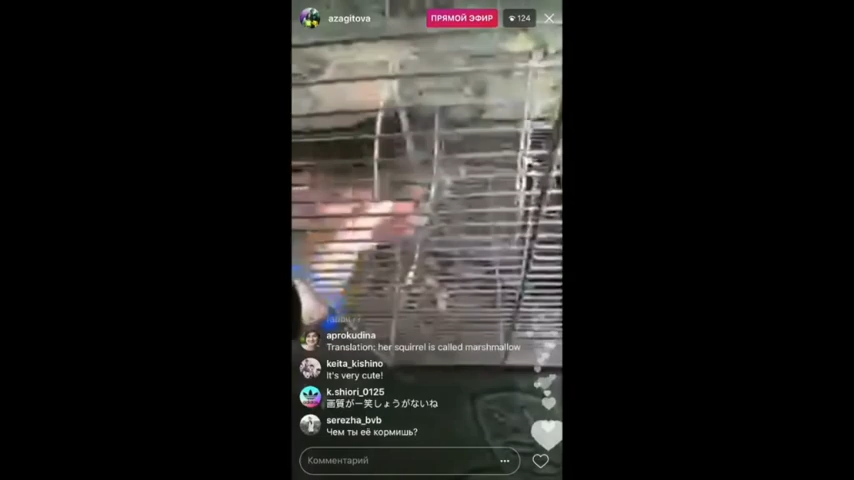 azagitova
ПРЯМОЙ ЭФИР
124
aprokudina
Translation: her squirrel is called marshmallow
keita_kishino
It's very cute!
k.shiori_0125
画質が一笑しょうがないね
serezha_bvb
Чем ты её кормишь?
Комментарий